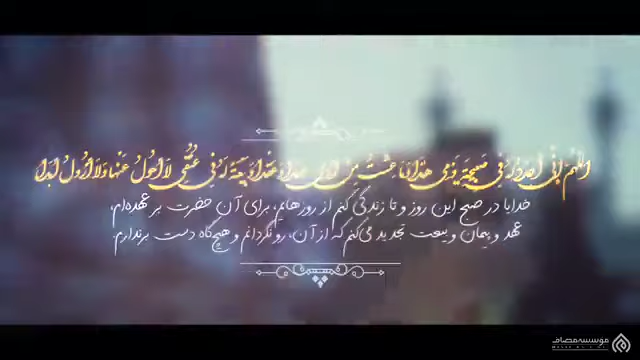 اللهم إني أجدد له في صبيحة يومي هذا وما عشت من أيامي عهدا وعقدا وبيعة له في عنقي لا أحول عنها ولا أزول أبدا
خدایا در صبح این روز و تا زندگی کنم از روزهایم، برای آن حضرت بر عهده‌ام،
عهد و پیمان و بیعت تجدید می‌کنم که از آن، رو نگردانم و هیچ‌گاه دست برندارم.
موسسه مصاف